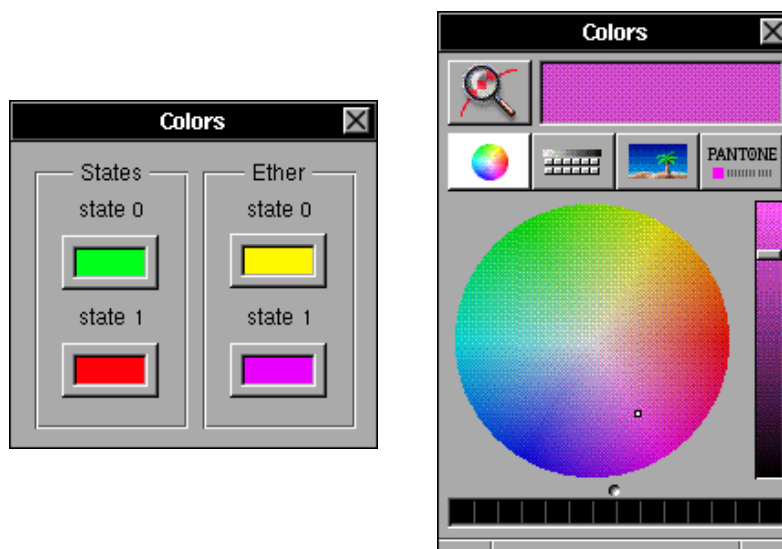 Colors
States
state 0
state 1
Ether
state 0
state 1
Colors
PANTONE